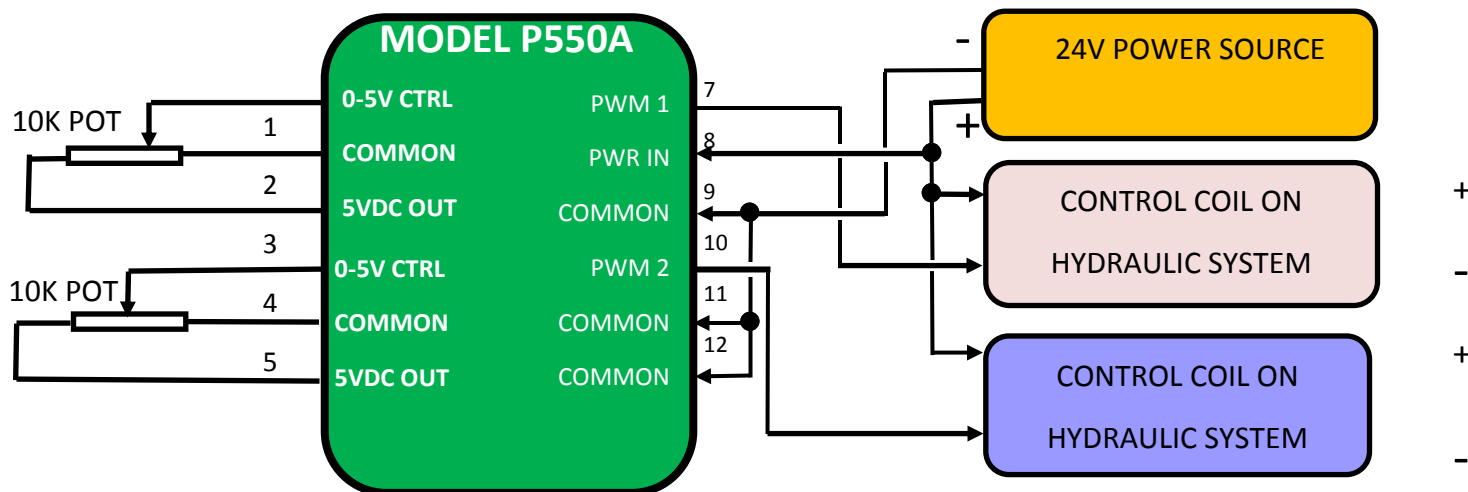 MODEL P550A
10K POT
1
2
3
10K POT
4
5
0-5V CTRL
COMMON
5VDC OUT
0-5V CTRL
COMMON
5VDC OUT
PWM 1
PWR IN
COMMON
PWM 2
COMMON
COMMON
7
8
9
10
11
12
-
+
24V POWER SOURCE
CONTROL COIL ON
HYDRAULIC SYSTEM
+
-
CONTROL COIL ON
HYDRAULIC SYSTEM
+
-